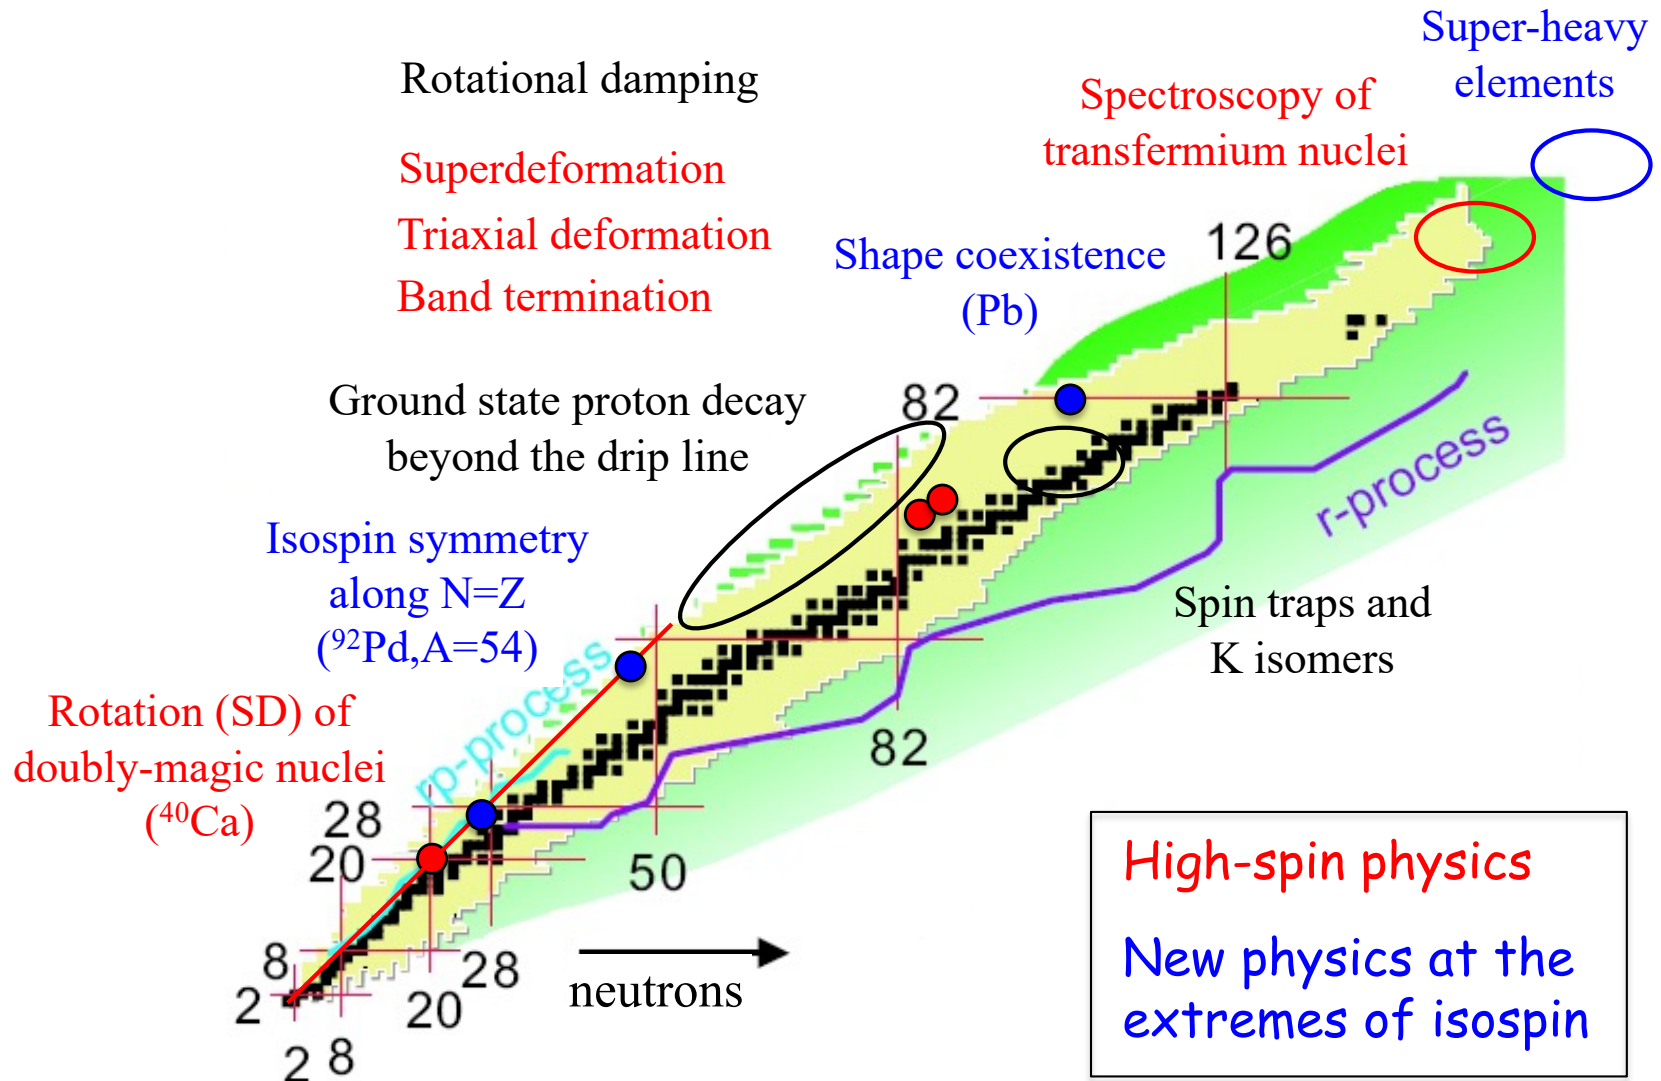 Super-heavy
elements
Rotational damping
Spectroscopy of
transfermium nuclei
Superdeformation
Triaxial deformation
Band termination
Shape coexistence
(Pb)
126
Ground state proton decay
beyond the drip line
82
r-process
Isospin symmetry
along N=Z
(⁹²Pd,A=54)
Spin traps and
K isomers
rp-process
Rotation (SD) of
doubly-magic nuclei
(⁴⁰Ca)
82
28
20
50
8
28
2
20
2
8
neutrons
High-spin physics
New physics at the
extremes of isospin